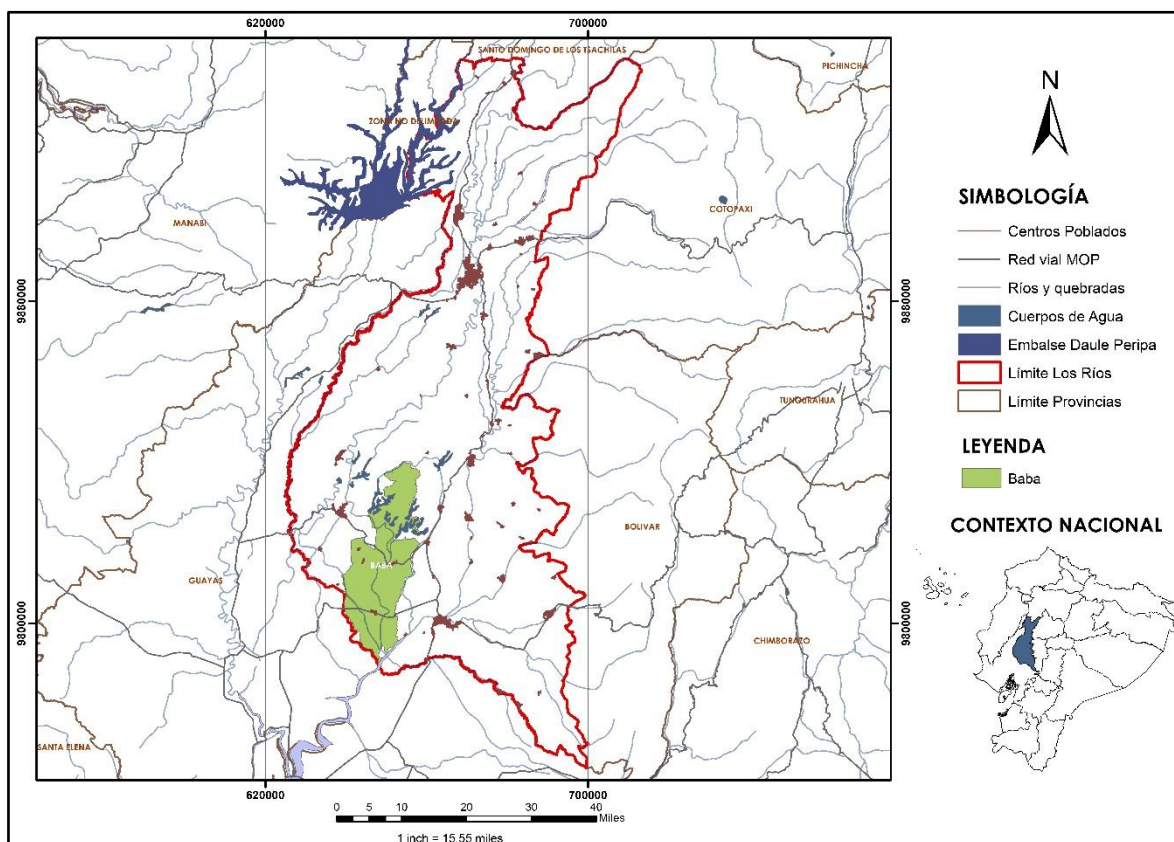 620000
700000
SANTO DOMINGO DE LOS TSACHILAS
PICHINCHA
ZONA NO DELIMITADA
MANABI
COTOPAXI
9880000
9880000
TUNGURAHUA
BOLIVAR
BABA
GUAYAS
9800000
9800000
CHIMBORAZO
SANTA ELENA
620000
700000
0 5 10 20 30 40
Miles
1 inch = 15.55 miles
N
SIMBOLOGÍA
Centros Poblados
Red vial MOP
Ríos y quebradas
Cuerpos de Agua
Embalse Daule Peripa
Límite Los Ríos
Límite Provincias
LEYENDA
Baba
CONTEXTO NACIONAL